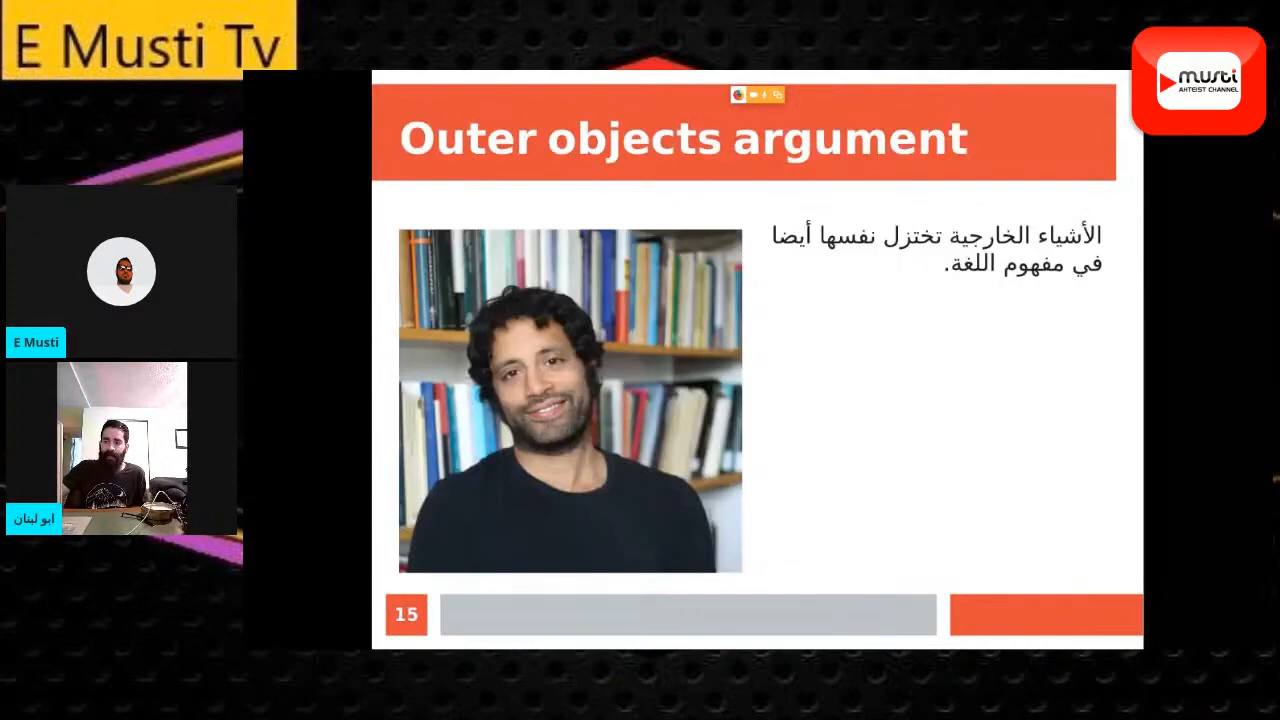 E Musti Tv
musti
AHTEIST CHANNEL
Outer objects argument
الأشياء الخارجية تختزل نفسها أيضا
في مفهوم اللغة.
E Musti
ابو لبنان
15